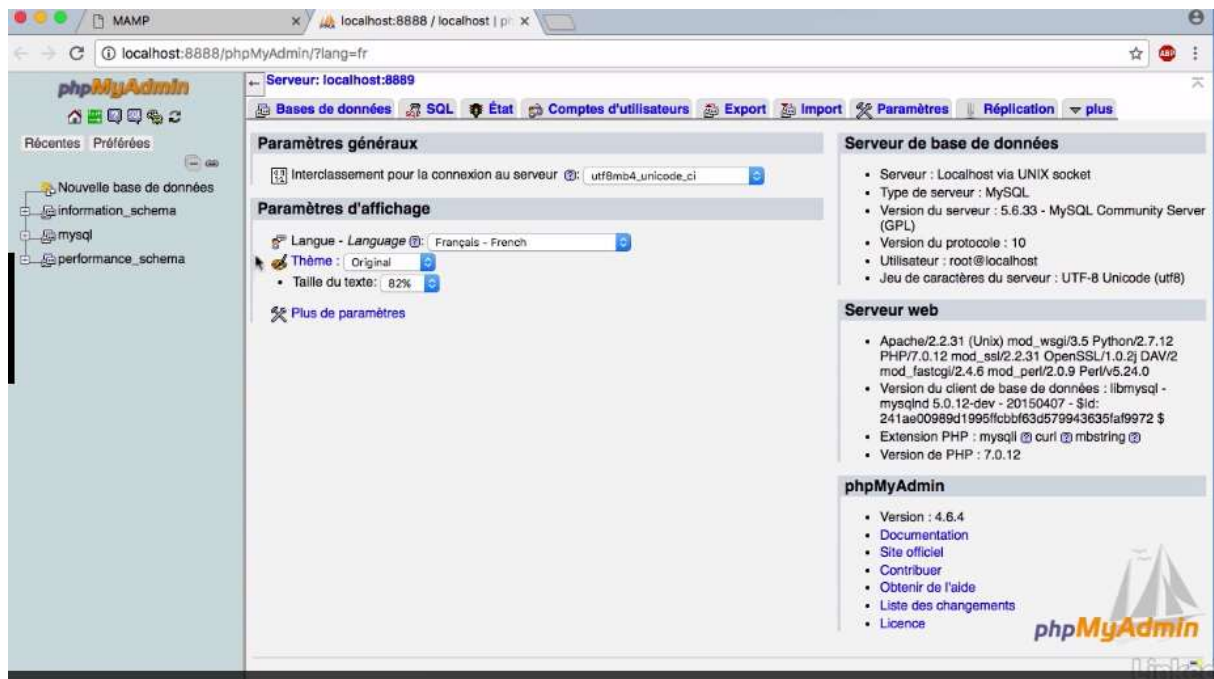 MAMP
localhost:8888 / localhost | ph
localhost:8888/phpMyAdmin/?lang=fr
ABP
phpMyAdmin
Récentes Préférées
Nouvelle base de données
information_schema
mysql
performance_schema
Serveur: localhost:8889
Bases de données SQL État Comptes d'utilisateurs Export Import Paramètres Réplication plus
Paramètres généraux
Interclassement pour la connexion au serveur : utf8mb4_unicode_ci
Paramètres d'affichage
Langue - Language : Français - French
Thème : Original
• Taille du texte: 82%
Plus de paramètres
Serveur de base de données
• Serveur : Localhost via UNIX socket
• Type de serveur : MySQL
• Version du serveur : 5.6.33 - MySQL Community Server
(GPL)
• Version du protocole : 10
• Utilisateur : root@localhost
• Jeu de caractères du serveur : UTF-8 Unicode (utf8)
Serveur web
• Apache/2.2.31 (Unix) mod_wsgi/3.5 Python/2.7.12
PHP/7.0.12 mod_ssl/2.2.31 OpenSSL/1.0.2j DAV/2
mod_fastcgi/2.4.6 mod_perl/2.0.9 Perl/v5.24.0
• Version du client de base de données : libmysql -
mysqlnd 5.0.12-dev - 20150407 - $Id:
241ae00989d1995ffcbbf63d579943635faf9972 $
• Extension PHP : mysqli curl mbstring
• Version de PHP : 7.0.12
phpMyAdmin
• Version : 4.6.4
• Documentation
• Site officiel
• Contribuer
• Obtenir de l'aide
• Liste des changements
• Licence
phpMyAdmin